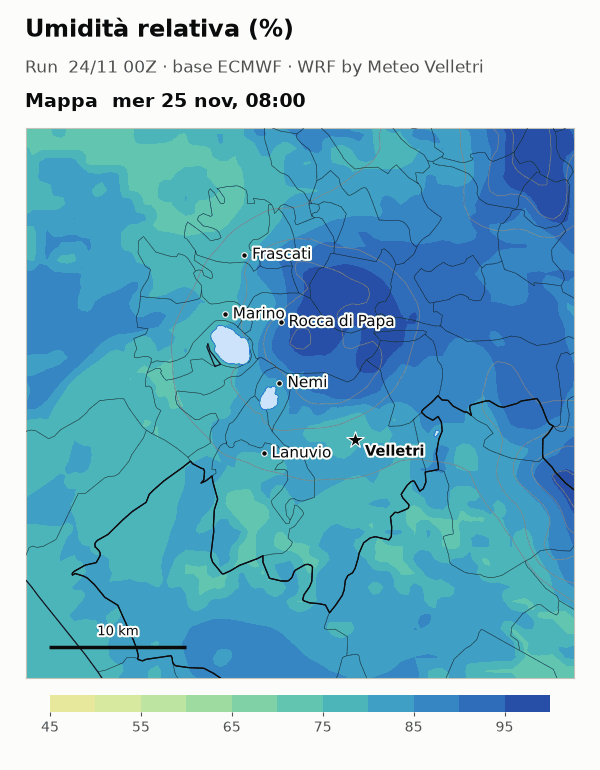 Umidità relativa (%)
Run  24/11 00Z · base ECMWF · WRF by Meteo Velletri
Mappa  mer 25 nov, 08:00
Frascati
Marino
Rocca di Papa
Nemi
Velletri
Lanuvio
10 km
45 55 65 75 85 95